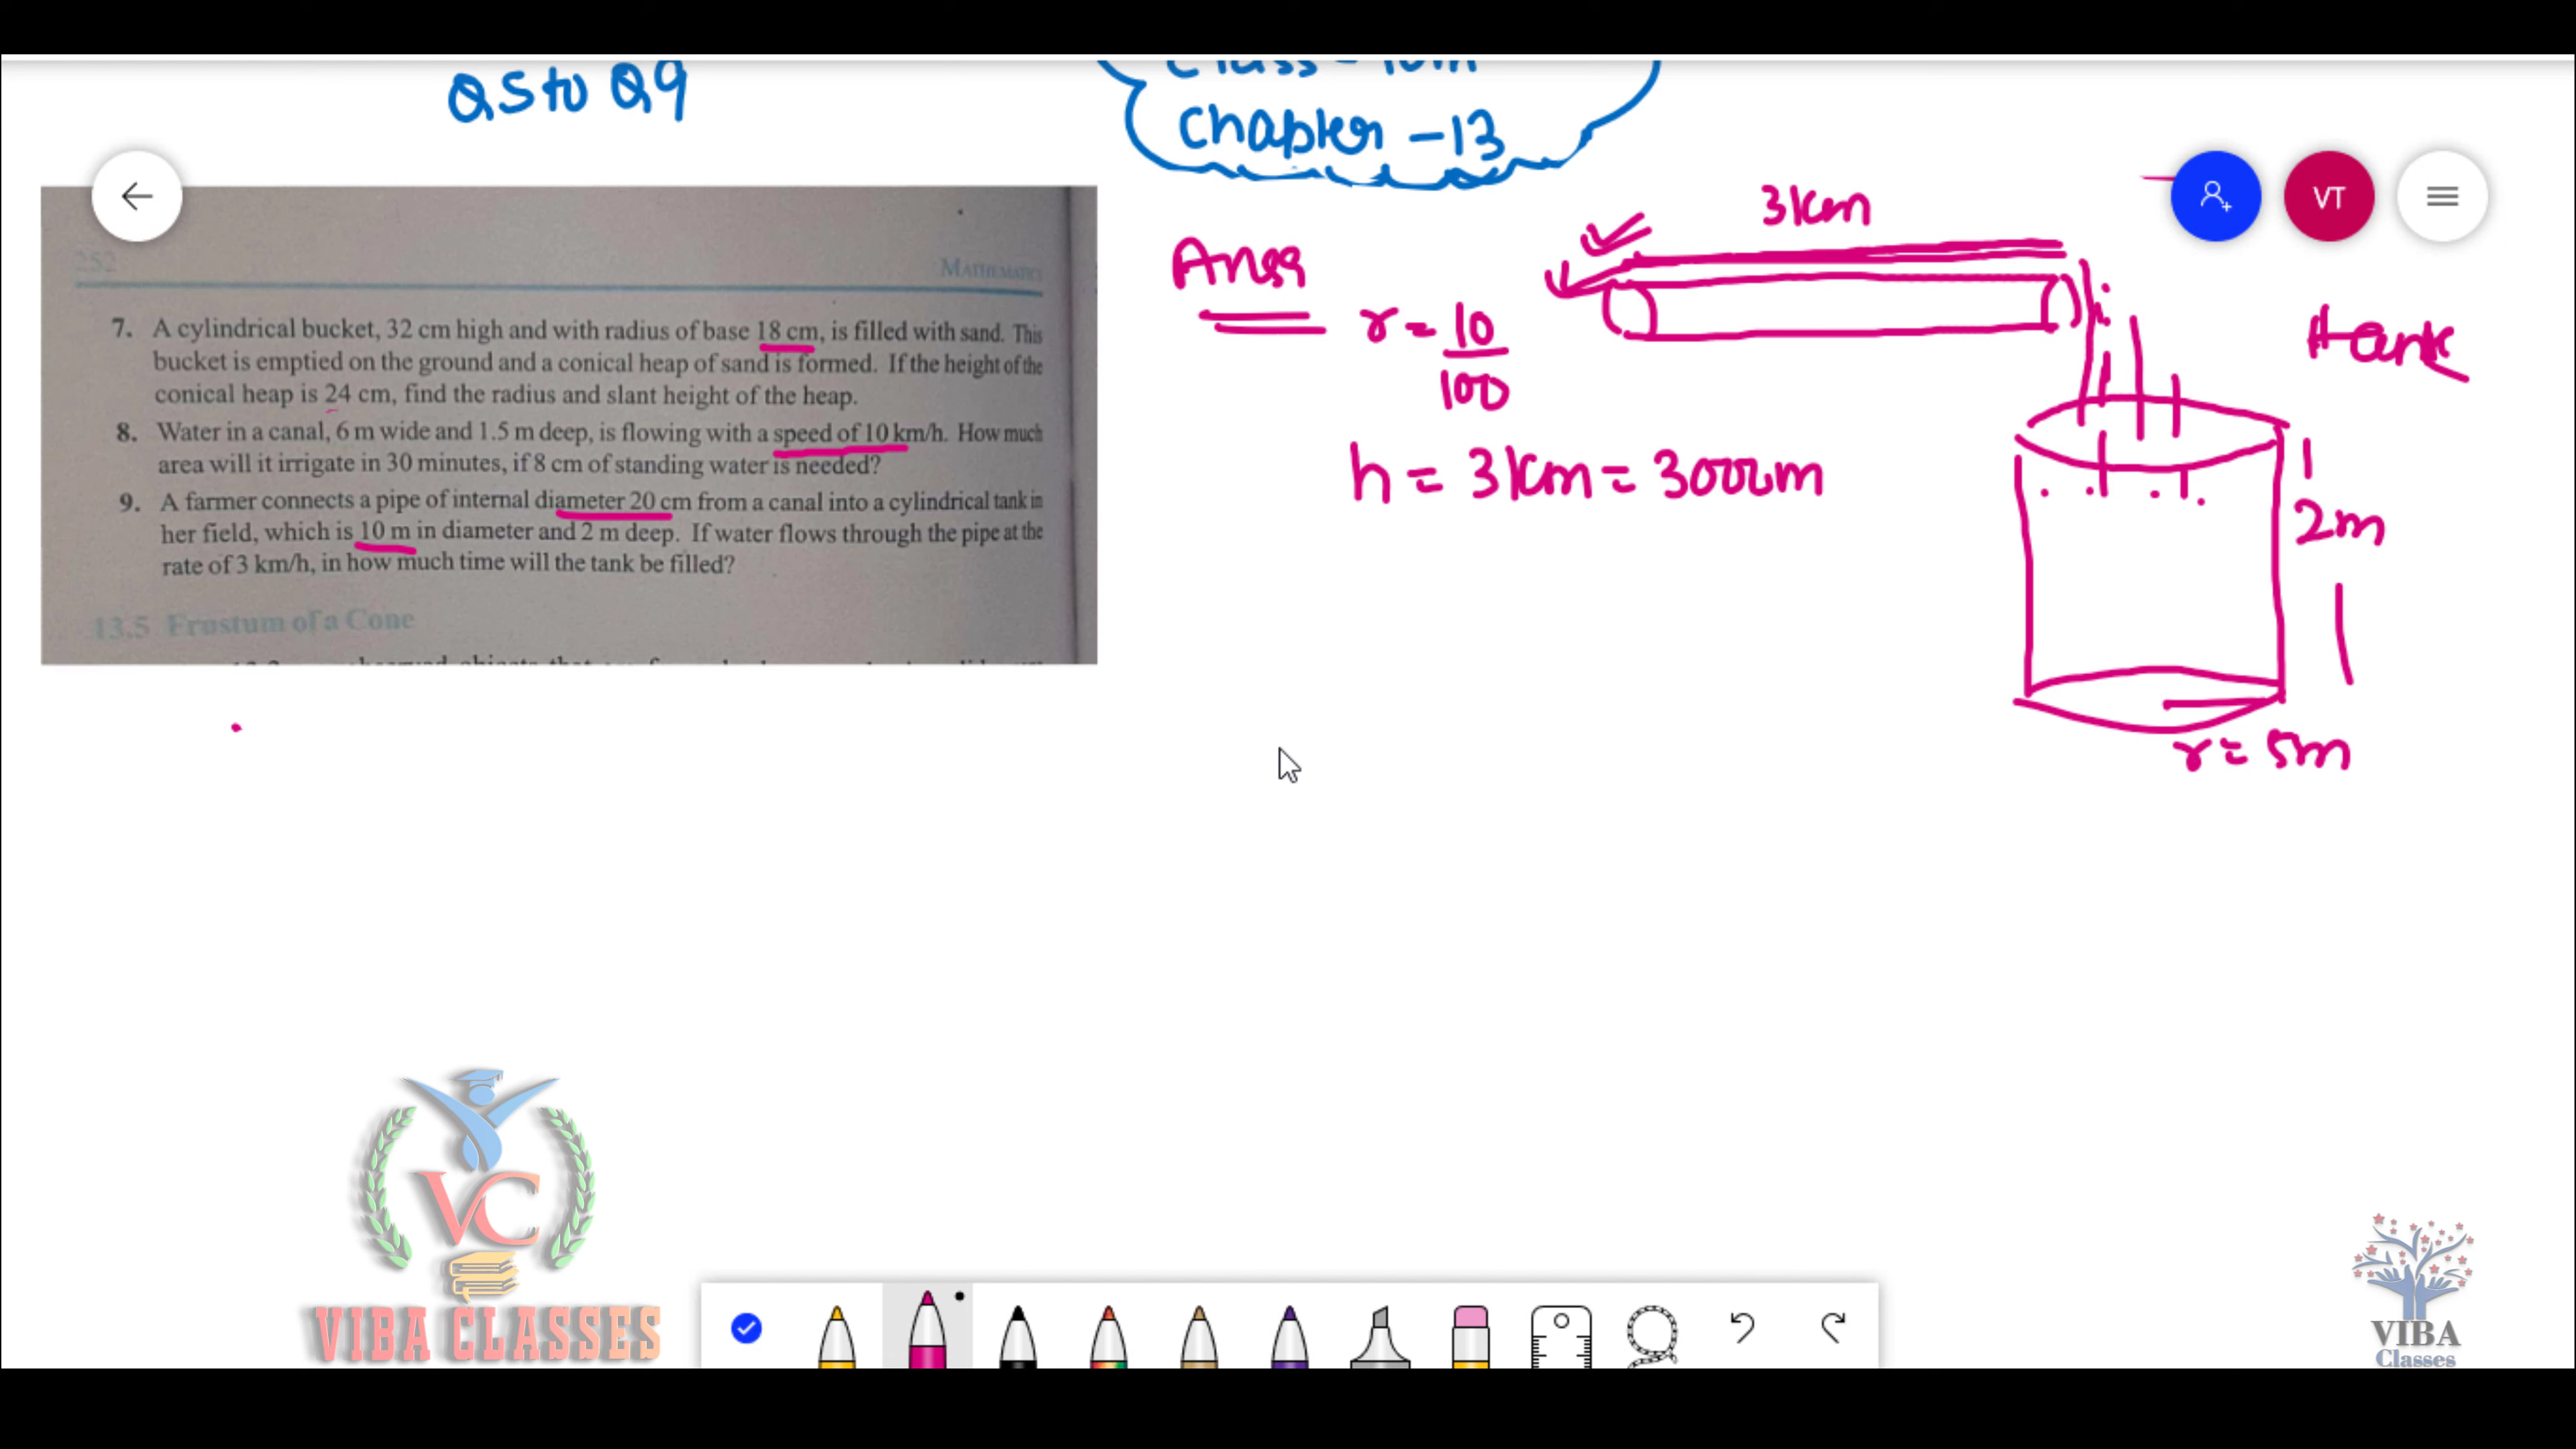 Q5 to Q9
Class - 10th
Chapter - 13
252
MATHEMATICS
7. A cylindrical bucket, 32 cm high and with radius of base 18 cm, is filled with sand. This
bucket is emptied on the ground and a conical heap of sand is formed. If the height of the
conical heap is 24 cm, find the radius and slant height of the heap.
8. Water in a canal, 6 m wide and 1.5 m deep, is flowing with a speed of 10 km/h. How much
area will it irrigate in 30 minutes, if 8 cm of standing water is needed?
9. A farmer connects a pipe of internal diameter 20 cm from a canal into a cylindrical tank in
her field, which is 10 m in diameter and 2 m deep. If water flows through the pipe at the
rate of 3 km/h, in how much time will the tank be filled?
13.5 Frustum of a Cone
Ans9
r = 10
100
h = 3km = 3000m
3km
tank
2m
r = 5m
VT
VC
VIBA CLASSES
VIBA
Classes